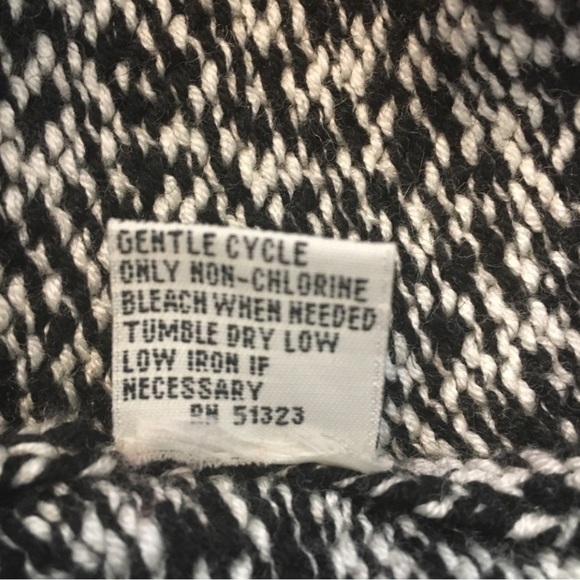 GENTLE CYCLE
ONLY NON-CHLORINE
BLEACH WHEN NEEDED
TUMBLE DRY LOW
LOW IRON IF
NECESSARY
RN 51323